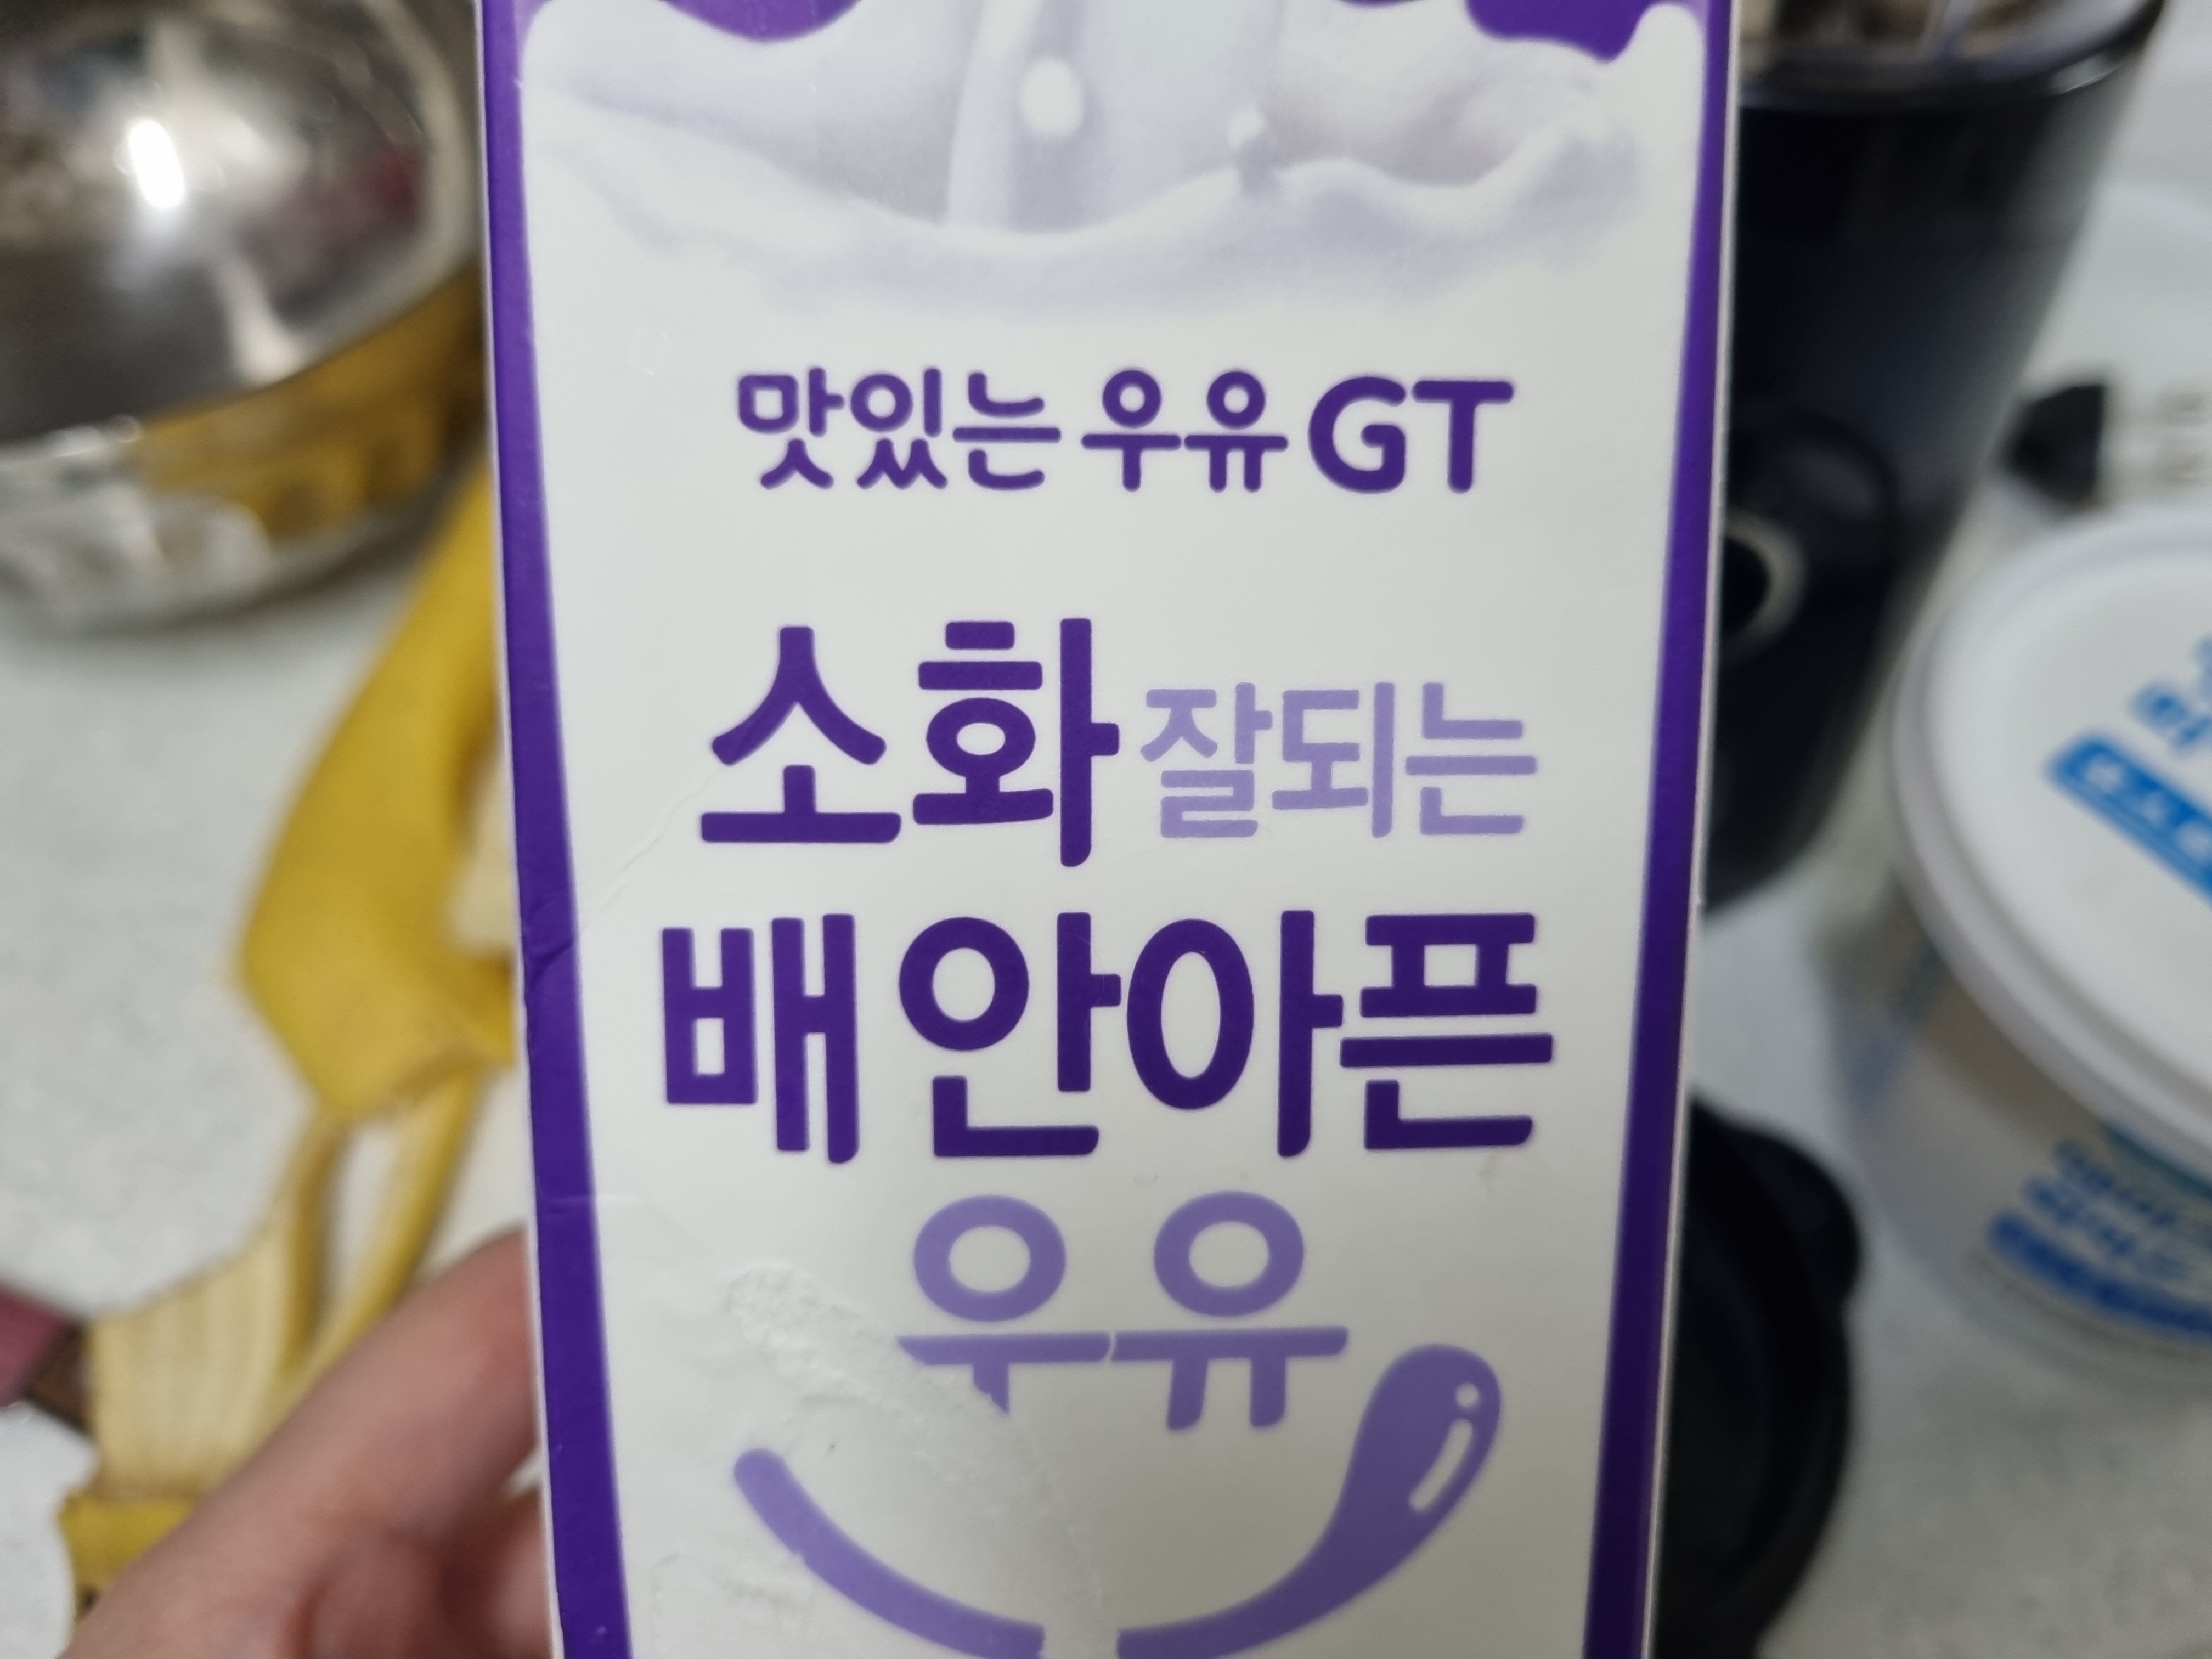 맛있는 우유 GT
소화 잘되는
배 안아픈
우유